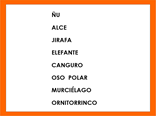 ÑU
ALCE
JIRAFA
ELEFANTE
CANGURO
OSO POLAR
MURCIÉLAGO
ORNITORRINCO